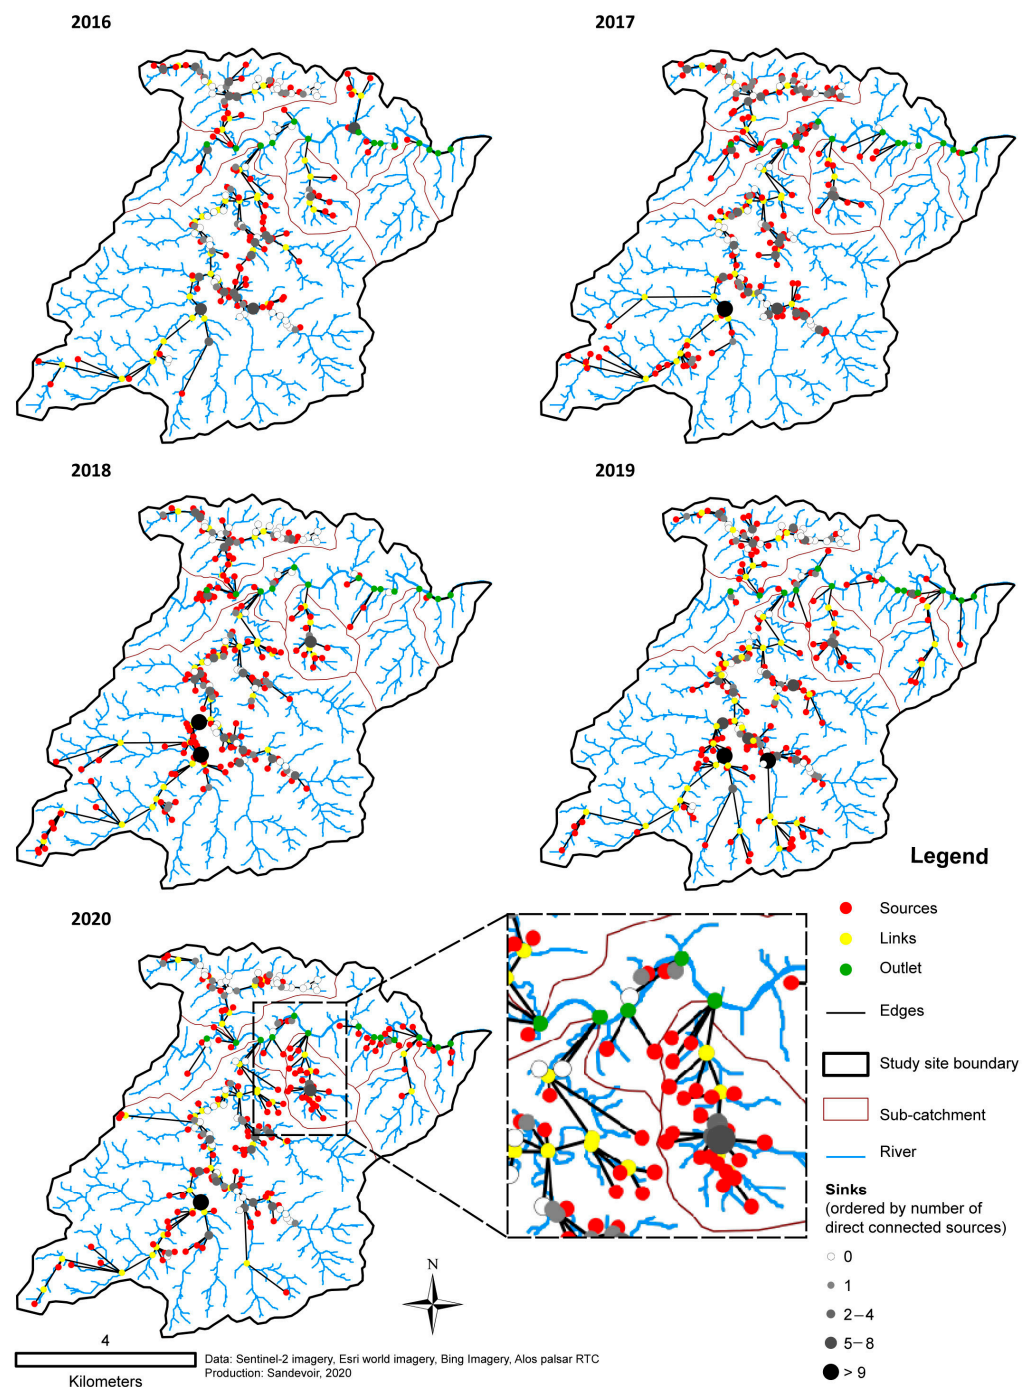 2016
2017
2018
2019
Legend
Sources
Links
Outlet
Edges
Study site boundary
Sub-catchment
River
Sinks
(ordered by number of
direct connected sources)
0
1
2–4
5–8
> 9
2020
N
4
Kilometers
Data: Sentinel-2 imagery, Esri world imagery, Bing Imagery, Alos palsar RTC
Production: Sandevoir, 2020